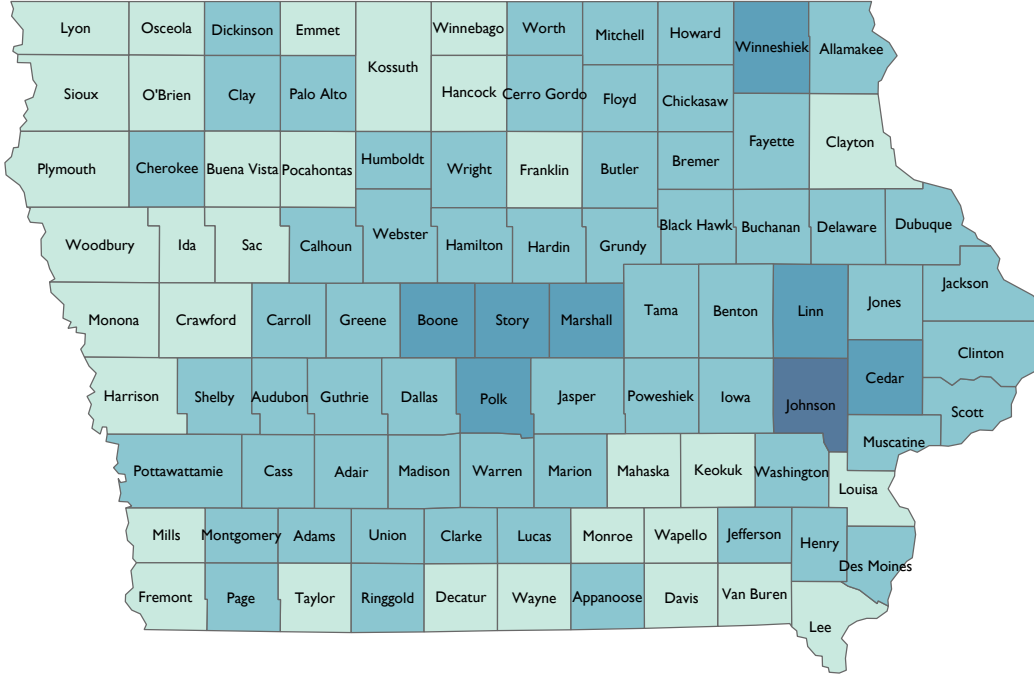 Lyon
Osceola
Dickinson
Emmet
Winnebago
Worth
Mitchell
Howard
Winneshiek
Allamakee
Kossuth
Sioux
O'Brien
Clay
Palo Alto
Hancock
Cerro Gordo
Floyd
Chickasaw
Fayette
Clayton
Plymouth
Cherokee
Buena Vista
Pocahontas
Humboldt
Wright
Franklin
Butler
Bremer
Woodbury
Ida
Sac
Calhoun
Webster
Hamilton
Hardin
Grundy
Black Hawk
Buchanan
Delaware
Dubuque
Monona
Crawford
Carroll
Greene
Boone
Story
Marshall
Tama
Benton
Linn
Jones
Jackson
Clinton
Harrison
Shelby
Audubon
Guthrie
Dallas
Polk
Jasper
Poweshiek
Iowa
Johnson
Cedar
Scott
Muscatine
Pottawattamie
Cass
Adair
Madison
Warren
Marion
Mahaska
Keokuk
Washington
Louisa
Mills
Montgomery
Adams
Union
Clarke
Lucas
Monroe
Wapello
Jefferson
Henry
Des Moines
Fremont
Page
Taylor
Ringgold
Decatur
Wayne
Appanoose
Davis
Van Buren
Lee